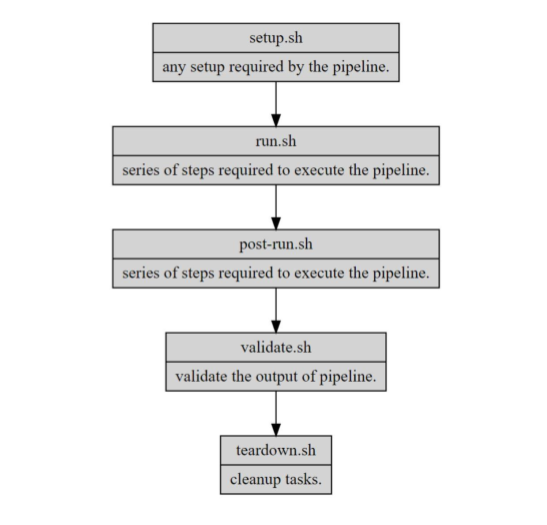 setup.sh
any setup required by the pipeline.
run.sh
series of steps required to execute the pipeline.
post-run.sh
series of steps required to execute the pipeline.
validate.sh
validate the output of pipeline.
teardown.sh
cleanup tasks.